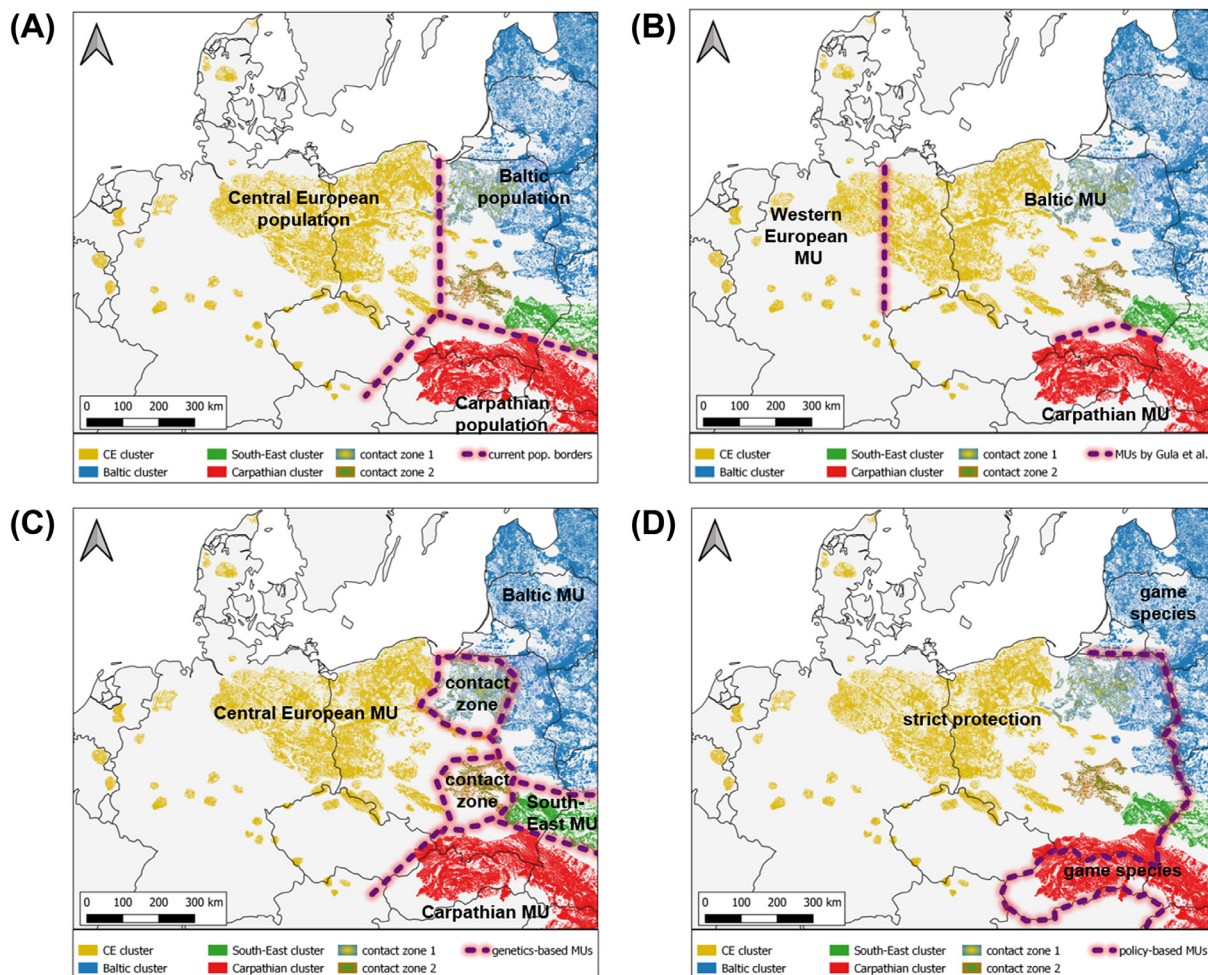 (A)
Central European
population
Baltic
population
Carpathian
population
0 100 200 300 km
CE cluster
South-East cluster
contact zone 1
current pop. borders
Baltic cluster
Carpathian cluster
contact zone 2
(B)
Western
European
MU
Baltic MU
Carpathian MU
0 100 200 300 km
CE cluster
South-East cluster
contact zone 1
MUs by Gula et al.
Baltic cluster
Carpathian cluster
contact zone 2
(C)
Baltic MU
contact
zone
Central European MU
contact
zone
South-
East MU
Carpathian MU
0 100 200 300 km
CE cluster
South-East cluster
contact zone 1
genetics-based MUs
Baltic cluster
Carpathian cluster
contact zone 2
(D)
game
species
strict protection
game species
0 100 200 300 km
CE cluster
South-East cluster
contact zone 1
policy-based MUs
Baltic cluster
Carpathian cluster
contact zone 2